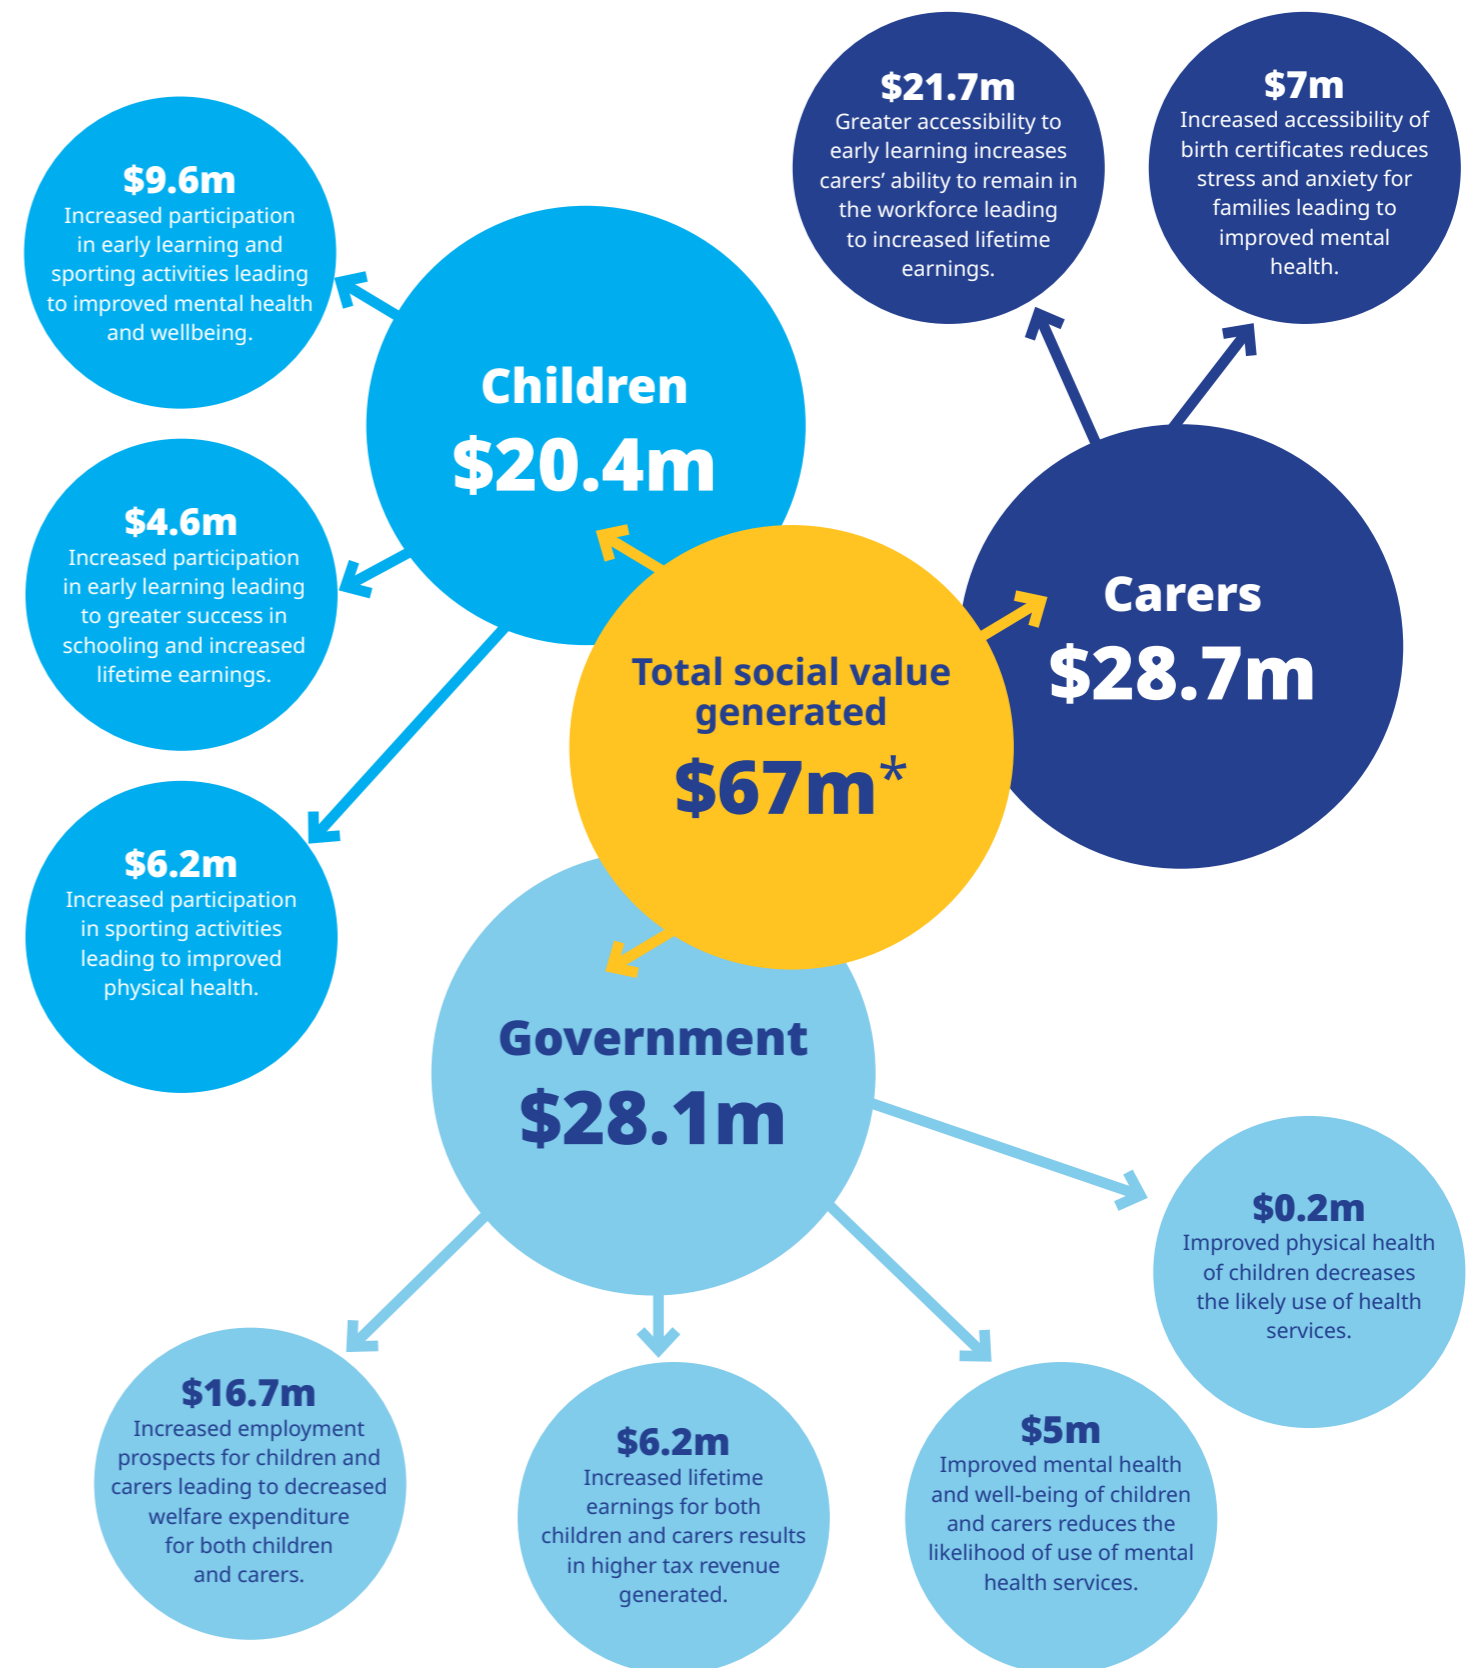 $21.7m
Greater accessibility to
early learning increases
carers’ ability to remain in
the workforce leading
to increased lifetime
earnings.
$7m
Increased accessibility of
birth certificates reduces
stress and anxiety for
families leading to
improved mental
health.
$9.6m
Increased participation
in early learning and
sporting activities leading
to improved mental health
and wellbeing.
Children
$20.4m
$4.6m
Increased participation
in early learning leading
to greater success in
schooling and increased
lifetime earnings.
Carers
$28.7m
Total social value
generated
$67m*
$6.2m
Increased participation
in sporting activities
leading to improved
physical health.
Government
$28.1m
$0.2m
Improved physical health
of children decreases
the likely use of health
services.
$16.7m
Increased employment
prospects for children and
carers leading to decreased
welfare expenditure
for both children
and carers.
$6.2m
Increased lifetime
earnings for both
children and carers results
in higher tax revenue
generated.
$5m
Improved mental health
and well-being of children
and carers reduces the
likelihood of use of mental
health services.